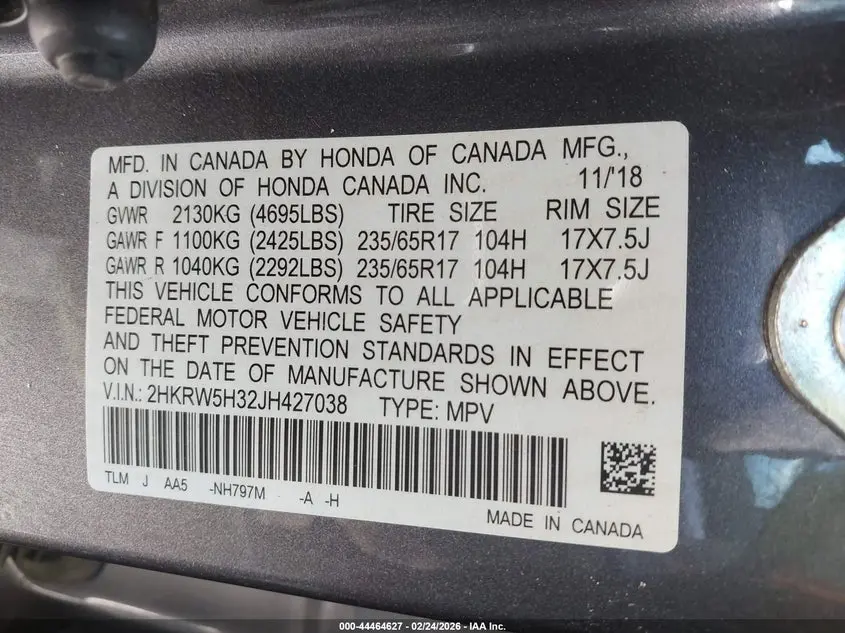 MFD. IN CANADA BY HONDA OF CANADA MFG.,
A DIVISION OF HONDA CANADA INC. 11/'18
GVWR 2130KG (4695LBS) TIRE SIZE RIM SIZE
GAWR F 1100KG (2425LBS) 235/65R17 104H 17X7.5J
GAWR R 1040KG (2292LBS) 235/65R17 104H 17X7.5J
THIS VEHICLE CONFORMS TO ALL APPLICABLE
FEDERAL MOTOR VEHICLE SAFETY
AND THEFT PREVENTION STANDARDS IN EFFECT
ON THE DATE OF MANUFACTURE SHOWN ABOVE.
V.I.N.: 2HKRW5H32JH427038 TYPE: MPV
TLM J AA5 -NH797M -A -H
MADE IN CANADA
000-44464627 - 02/24/2026 - IAA Inc.